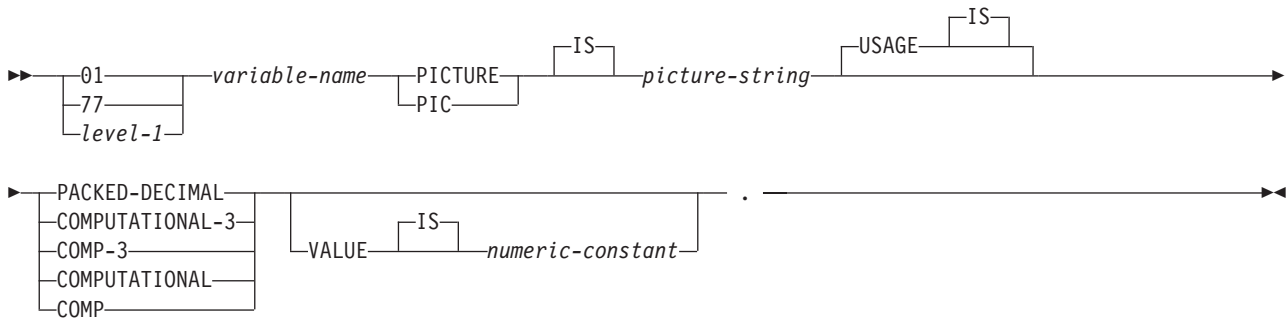 IS IS
01 variable-name PICTURE IS picture-string USAGE
77 PIC
level-1
PACKED-DECIMAL .
COMPUTATIONAL-3 IS
COMP-3 VALUE numeric-constant
COMPUTATIONAL
COMP